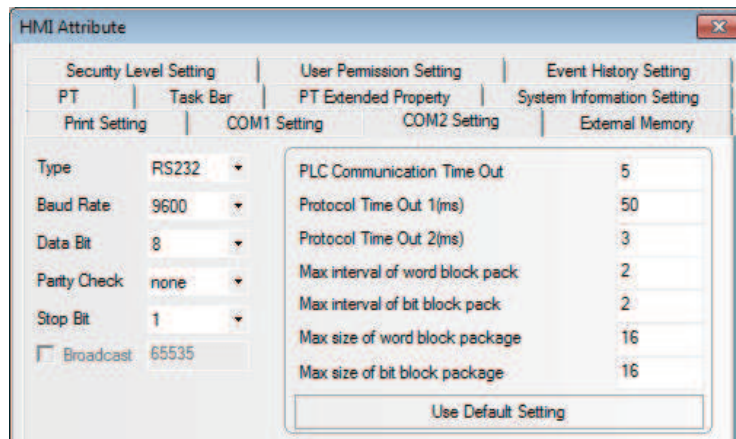 HMI Attribute
Security Level Setting User Permission Setting Event History Setting
PT Task Bar PT Extended Property System Information Setting
Print Setting COM1 Setting COM2 Setting External Memory
Type RS232
Baud Rate 9600
Data Bit 8
Parity Check none
Stop Bit 1
Broadcast 65535
PLC Communication Time Out 5
Protocol Time Out 1(ms) 50
Protocol Time Out 2(ms) 3
Max interval of word block pack 2
Max interval of bit block pack 2
Max size of word block package 16
Max size of bit block package 16
Use Default Setting